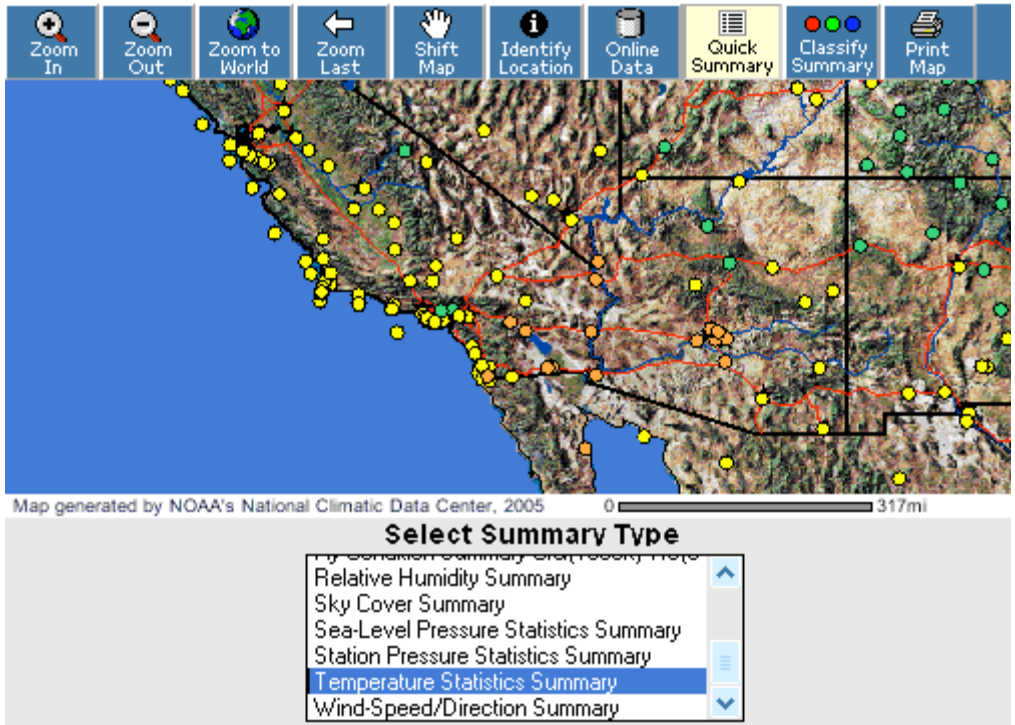 Zoom In
Zoom Out
Zoom to World
Zoom Last
Shift Map
Identify Location
Online Data
Quick Summary
Classify Summary
Print Map
Map generated by NOAA's National Climatic Data Center, 2005
0
317mi
Select Summary Type
Relative Humidity Summary
Sky Cover Summary
Sea-Level Pressure Statistics Summary
Station Pressure Statistics Summary
Temperature Statistics Summary
Wind-Speed/Direction Summary